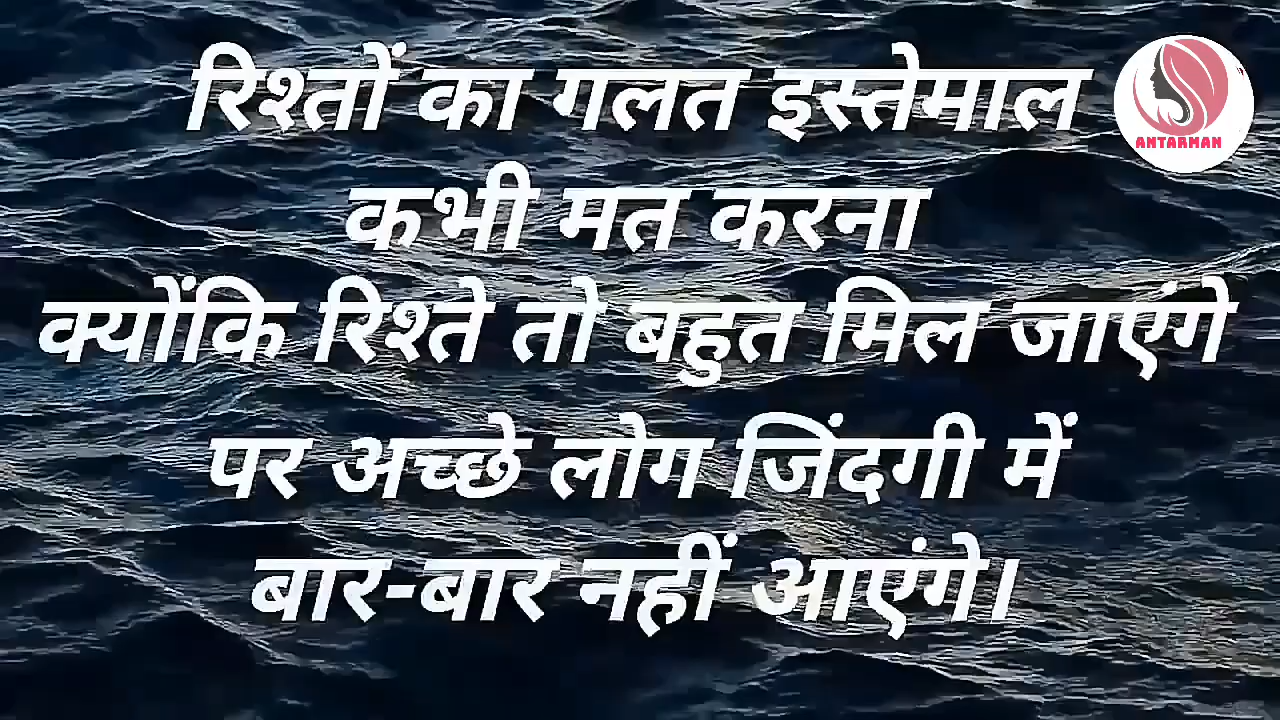 रिश्तों का गलत इस्तेमाल
ANTARMAN
कभी मत करना
क्योंकि रिश्ते तो बहुत मिल जाएंगे
पर अच्छे लोग जिंदगी में
बार-बार नहीं आएंगे।